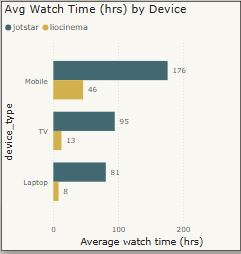 Avg Watch Time (hrs) by Device
Jotstar liocinema
device_type
Mobile
176
46
TV
95
13
Laptop
81
8
0 100 200
Average watch time (hrs)